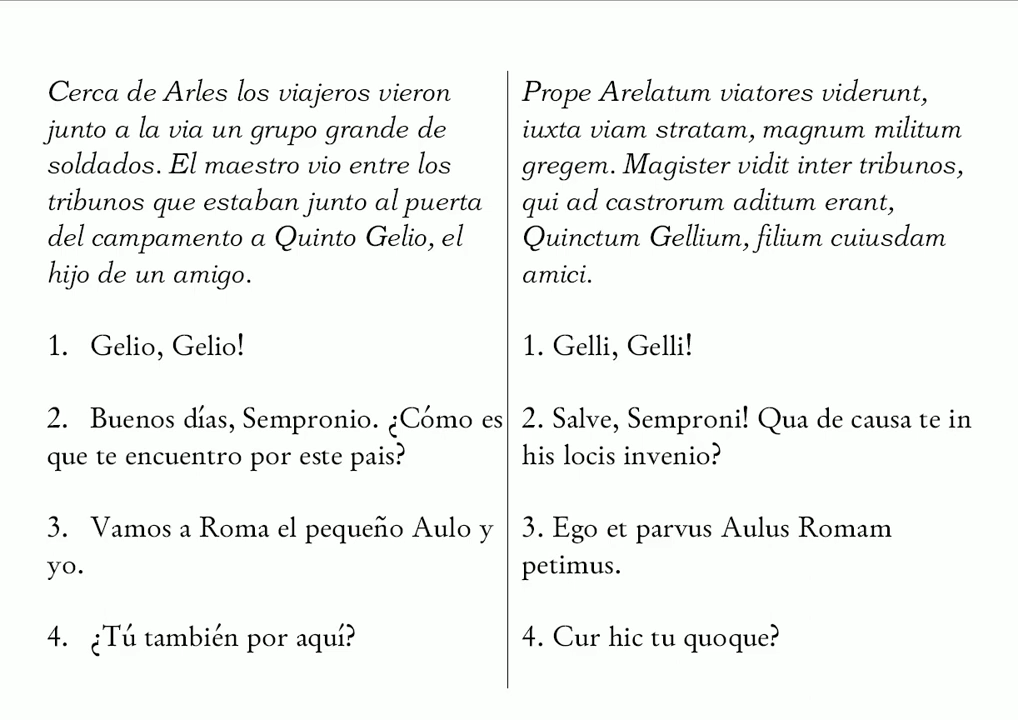 Cerca de Arles los viajeros vieron
junto a la via un grupo grande de
soldados. El maestro vio entre los
tribunos que estaban junto al puerta
del campamento a Quinto Gelio, el
hijo de un amigo.
1. Gelio, Gelio!
2. Buenos días, Sempronio. ¿Cómo es
que te encuentro por este pais?
3. Vamos a Roma el pequeño Aulo y
yo.
4. ¿Tú también por aquí?
Prope Arelatum viatores viderunt,
iuxta viam stratam, magnum militum
gregem. Magister vidit inter tribunos,
qui ad castrorum aditum erant,
Quinctum Gellium, filium cuiusdam
amici.
1. Gelli, Gelli!
2. Salve, Semproni! Qua de causa te in
his locis invenio?
3. Ego et parvus Aulus Romam
petimus.
4. Cur hic tu quoque?